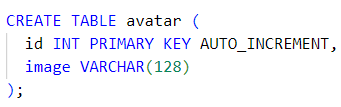 CREATE TABLE avatar (
  id INT PRIMARY KEY AUTO_INCREMENT,
  image VARCHAR(128)
);